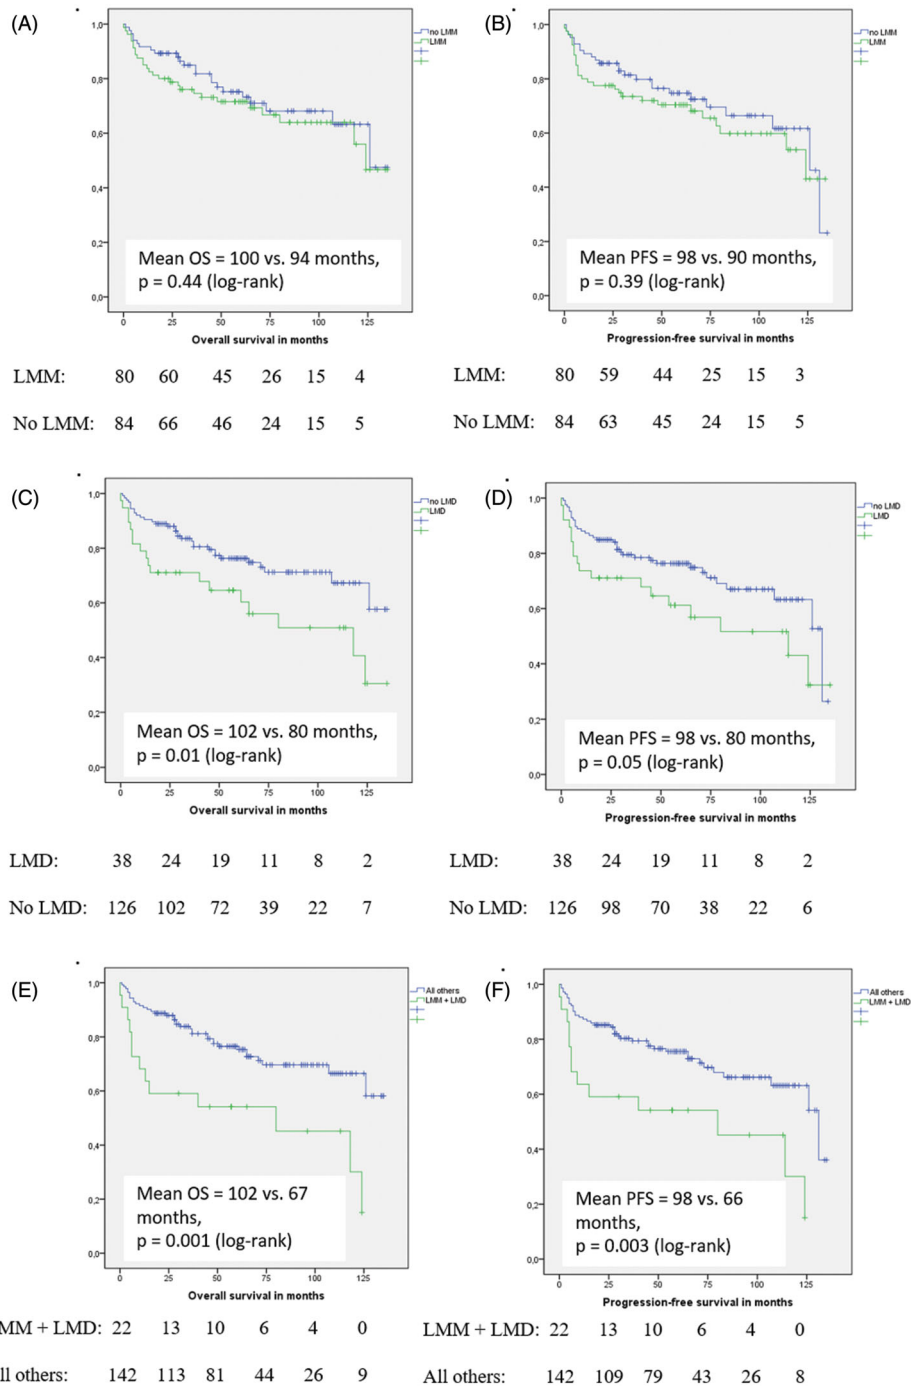 (A)
no LMM
LMM
1,0
0,8
0,6
0,4
0,2
0,0
Mean OS = 100 vs. 94 months,
p = 0.44 (log-rank)
0 25 50 75 100 125
Overall survival in months
LMM: 80 60 45 26 15 4
No LMM: 84 66 46 24 15 5
(B)
no LMM
LMM
1,0
0,8
0,6
0,4
0,2
0,0
Mean PFS = 98 vs. 90 months,
p = 0.39 (log-rank)
0 25 50 75 100 125
Progression-free survival in months
LMM: 80 59 44 25 15 3
No LMM: 84 63 45 24 15 5
(C)
no LMD
LMD
1,0
0,8
0,6
0,4
0,2
0,0
Mean OS = 102 vs. 80 months,
p = 0.01 (log-rank)
0 25 50 75 100 125
Overall survival in months
LMD: 38 24 19 11 8 2
No LMD: 126 102 72 39 22 7
(D)
no LMD
LMD
1,0
0,8
0,6
0,4
0,2
0,0
Mean PFS = 98 vs. 80 months,
p = 0.05 (log-rank)
0 25 50 75 100 125
Progression-free survival in months
LMD: 38 24 19 11 8 2
No LMD: 126 98 70 38 22 6
(E)
All others
LMM + LMD
1,0
0,8
0,6
0,4
0,2
0,0
Mean OS = 102 vs. 67
months,
p = 0.001 (log-rank)
0 25 50 75 100 125
Overall survival in months
MM + LMD: 22 13 10 6 4 0
ll others: 142 113 81 44 26 9
(F)
All others
LMM + LMD
1,0
0,8
0,6
0,4
0,2
0,0
Mean PFS = 98 vs. 66
months,
p = 0.003 (log-rank)
0 25 50 75 100 125
Progression-free survival in months
LMM + LMD: 22 13 10 6 4 0
All others: 142 109 79 43 26 8